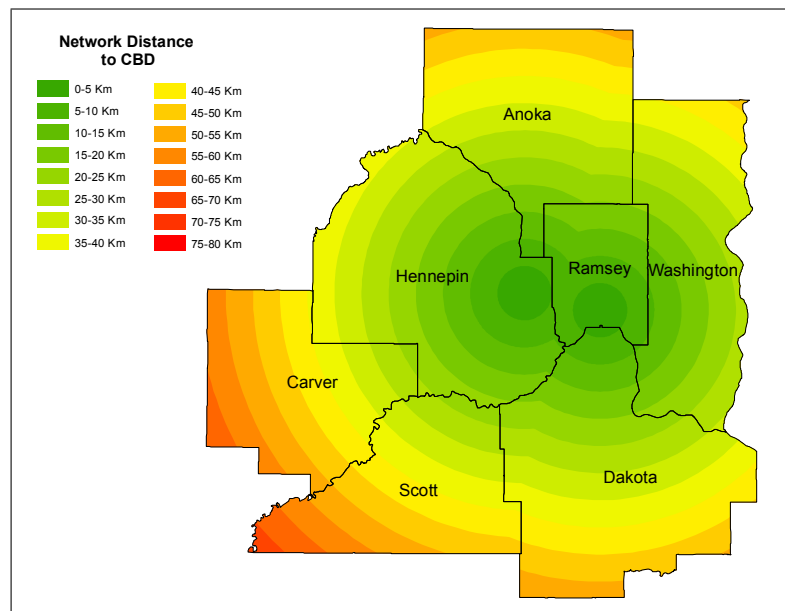 Network Distance
to CBD
0-5 Km
5-10 Km
10-15 Km
15-20 Km
20-25 Km
25-30 Km
30-35 Km
35-40 Km
40-45 Km
45-50 Km
50-55 Km
55-60 Km
60-65 Km
65-70 Km
70-75 Km
75-80 Km
Anoka
Hennepin
Ramsey
Washington
Carver
Scott
Dakota